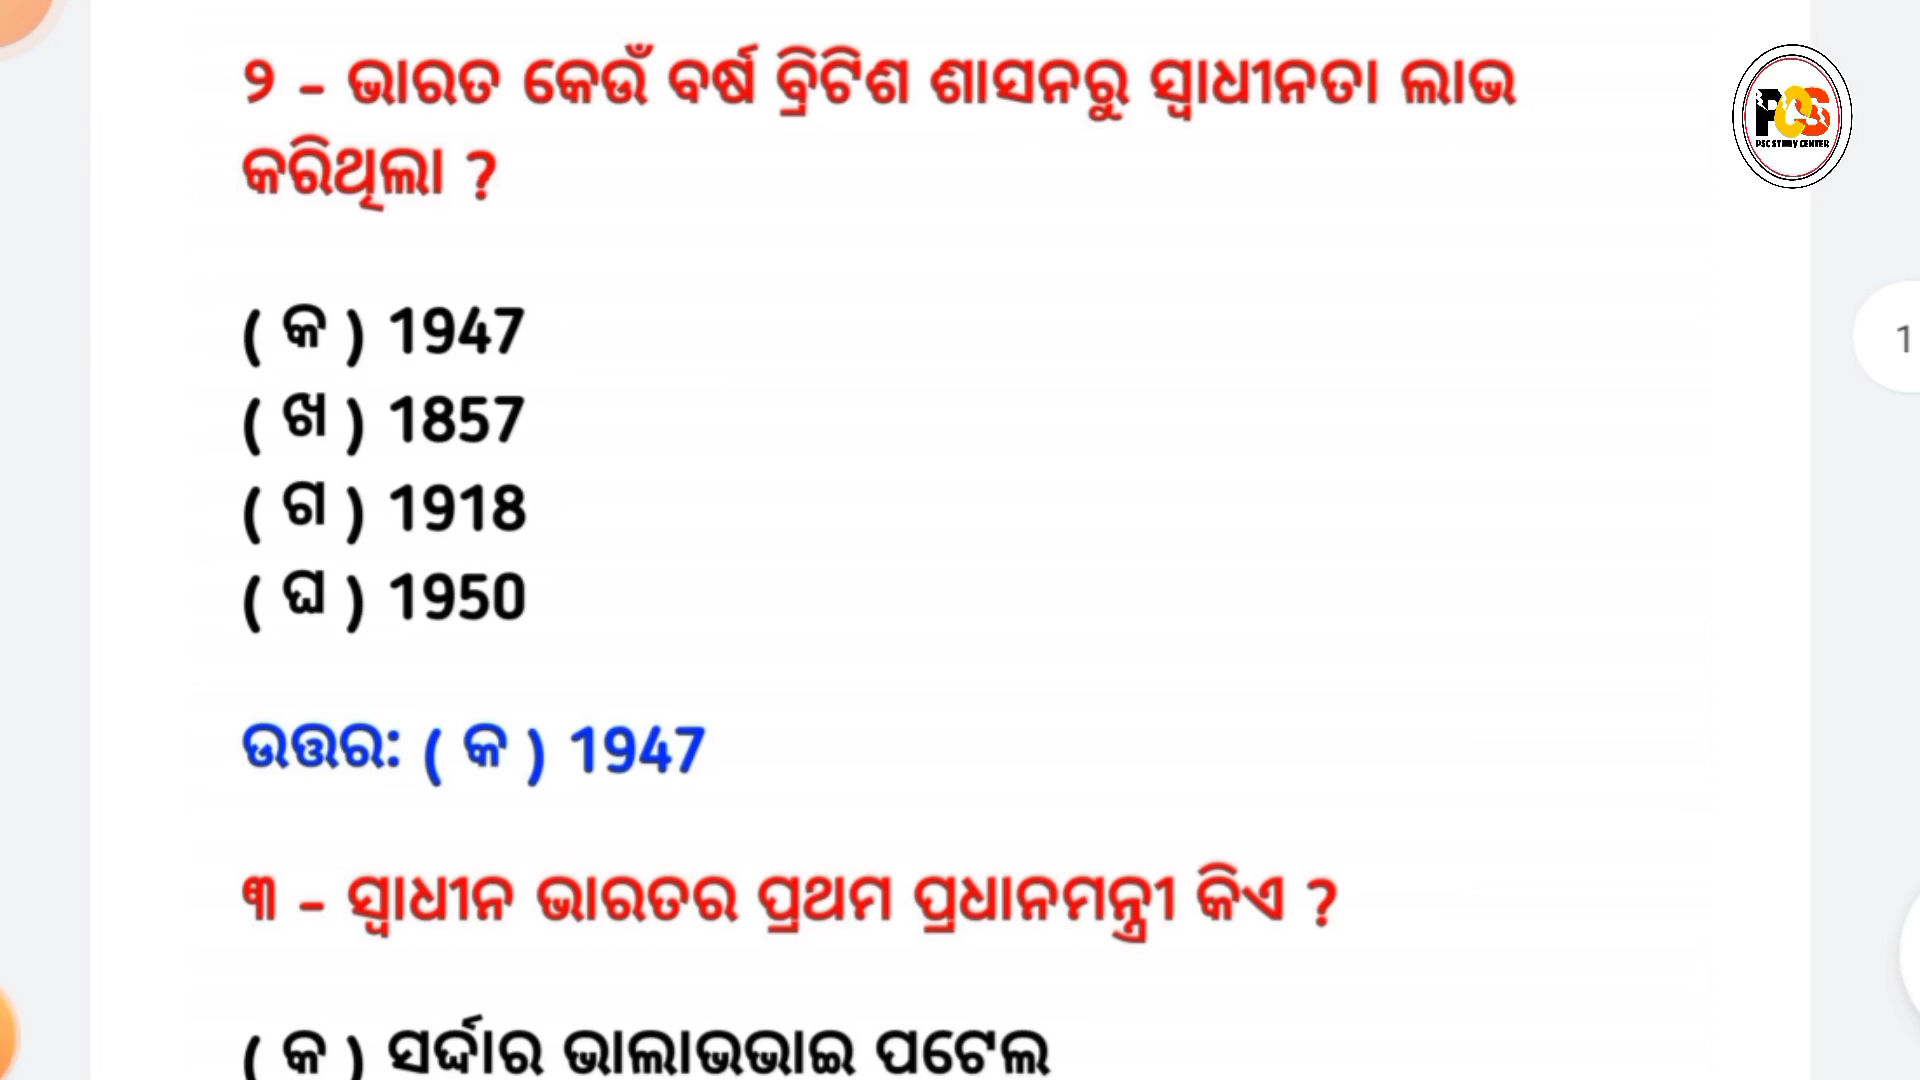 ୨ - ଭାରତ କେଉଁ ବର୍ଷ ବ୍ରିଟିଶ ଶାସନରୁ ସ୍ୱାଧୀନତା ଲାଭ
କରିଥିଲା ?
( କ ) 1947
( ଖ ) 1857
( ଗ ) 1918
( ଘ ) 1950
ଉତ୍ତର: ( କ ) 1947
୩ - ସ୍ୱାଧୀନ ଭାରତର ପ୍ରଥମ ପ୍ରଧାନମନ୍ତ୍ରୀ କିଏ ?
( କ ) ସର୍ଦ୍ଦାର ଭାଲାଭଭାଇ ପଟେଲ
PCS
PSC STUDY CENTER
1